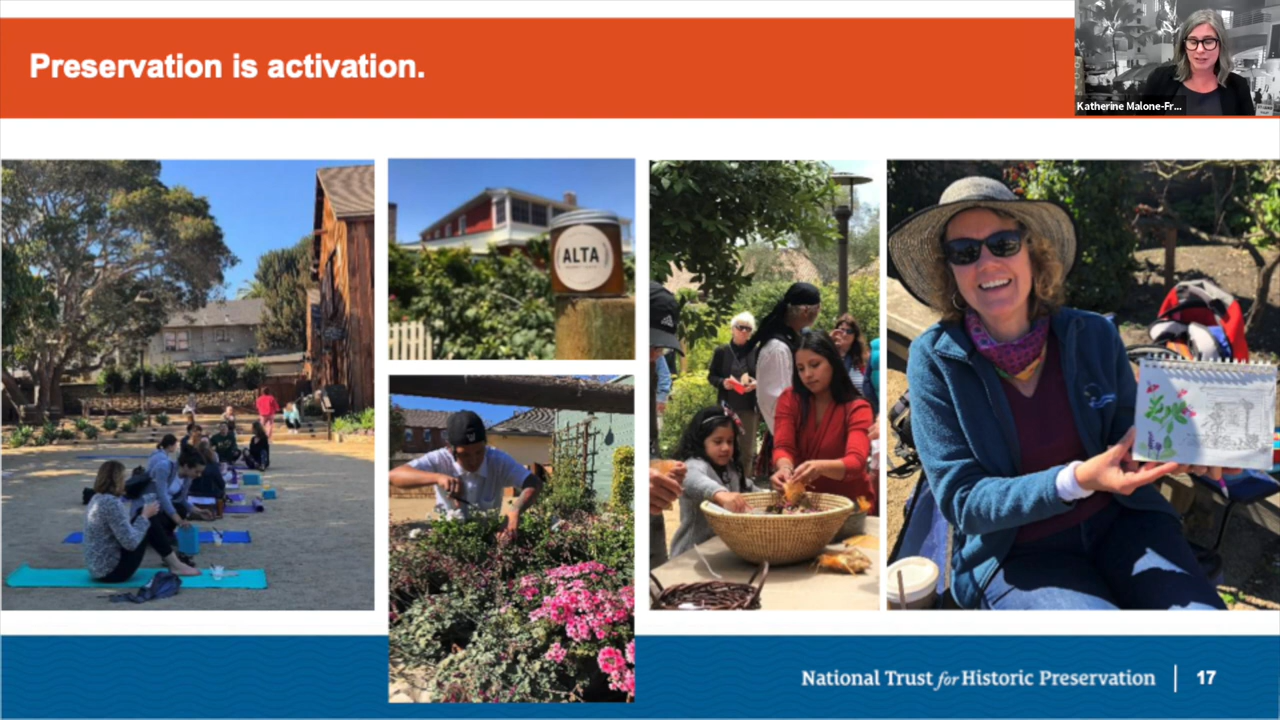 Preservation is activation.
Katherine Malone-Fr...
ALTA
National Trust for Historic Preservation | 17